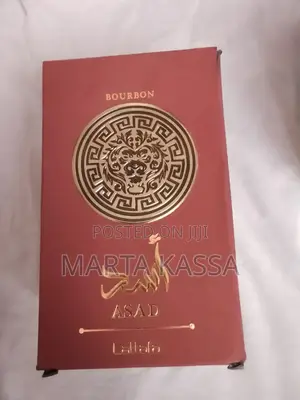 BOURBON
POSTED ON JIJI
MARTA KASSA
أسد
ASAD
Lattafa